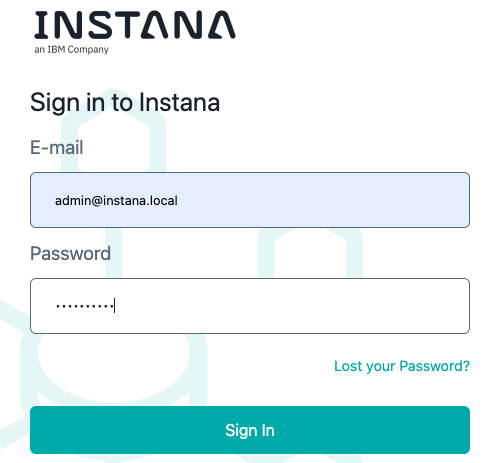 INSTANA
an IBM Company
Sign in to Instana
E-mail
admin@instana.local
Password
••••••••••
Lost your Password?
Sign In